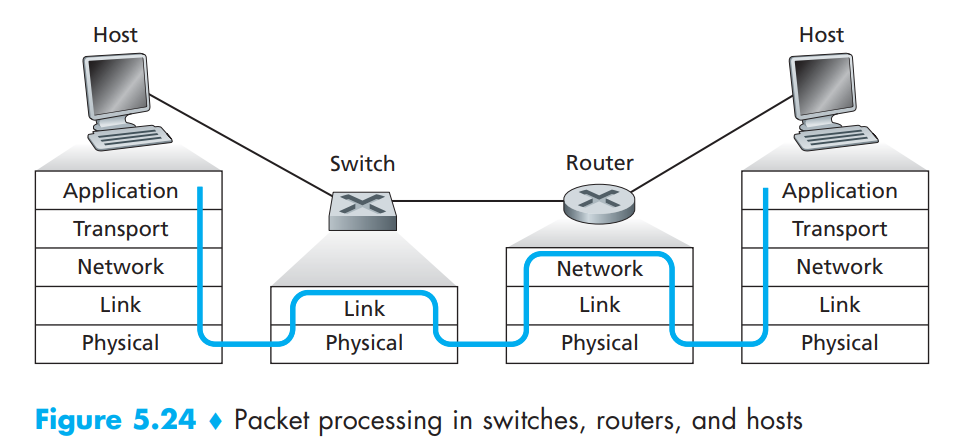 Host
Host
Switch
Router
Application
Transport
Network
Link
Physical
Link
Physical
Network
Link
Physical
Application
Transport
Network
Link
Physical
Figure 5.24 ♦ Packet processing in switches, routers, and hosts